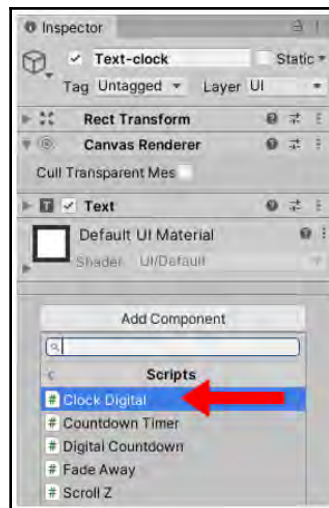 Inspector
Text-clock Static
Tag Untagged Layer UI
Rect Transform
Canvas Renderer
Cull Transparent Mes
Text
Default UI Material
Shader UI/Default
Add Component
Scripts
# Clock Digital
# Countdown Timer
# Digital Countdown
# Fade Away
# Scroll Z